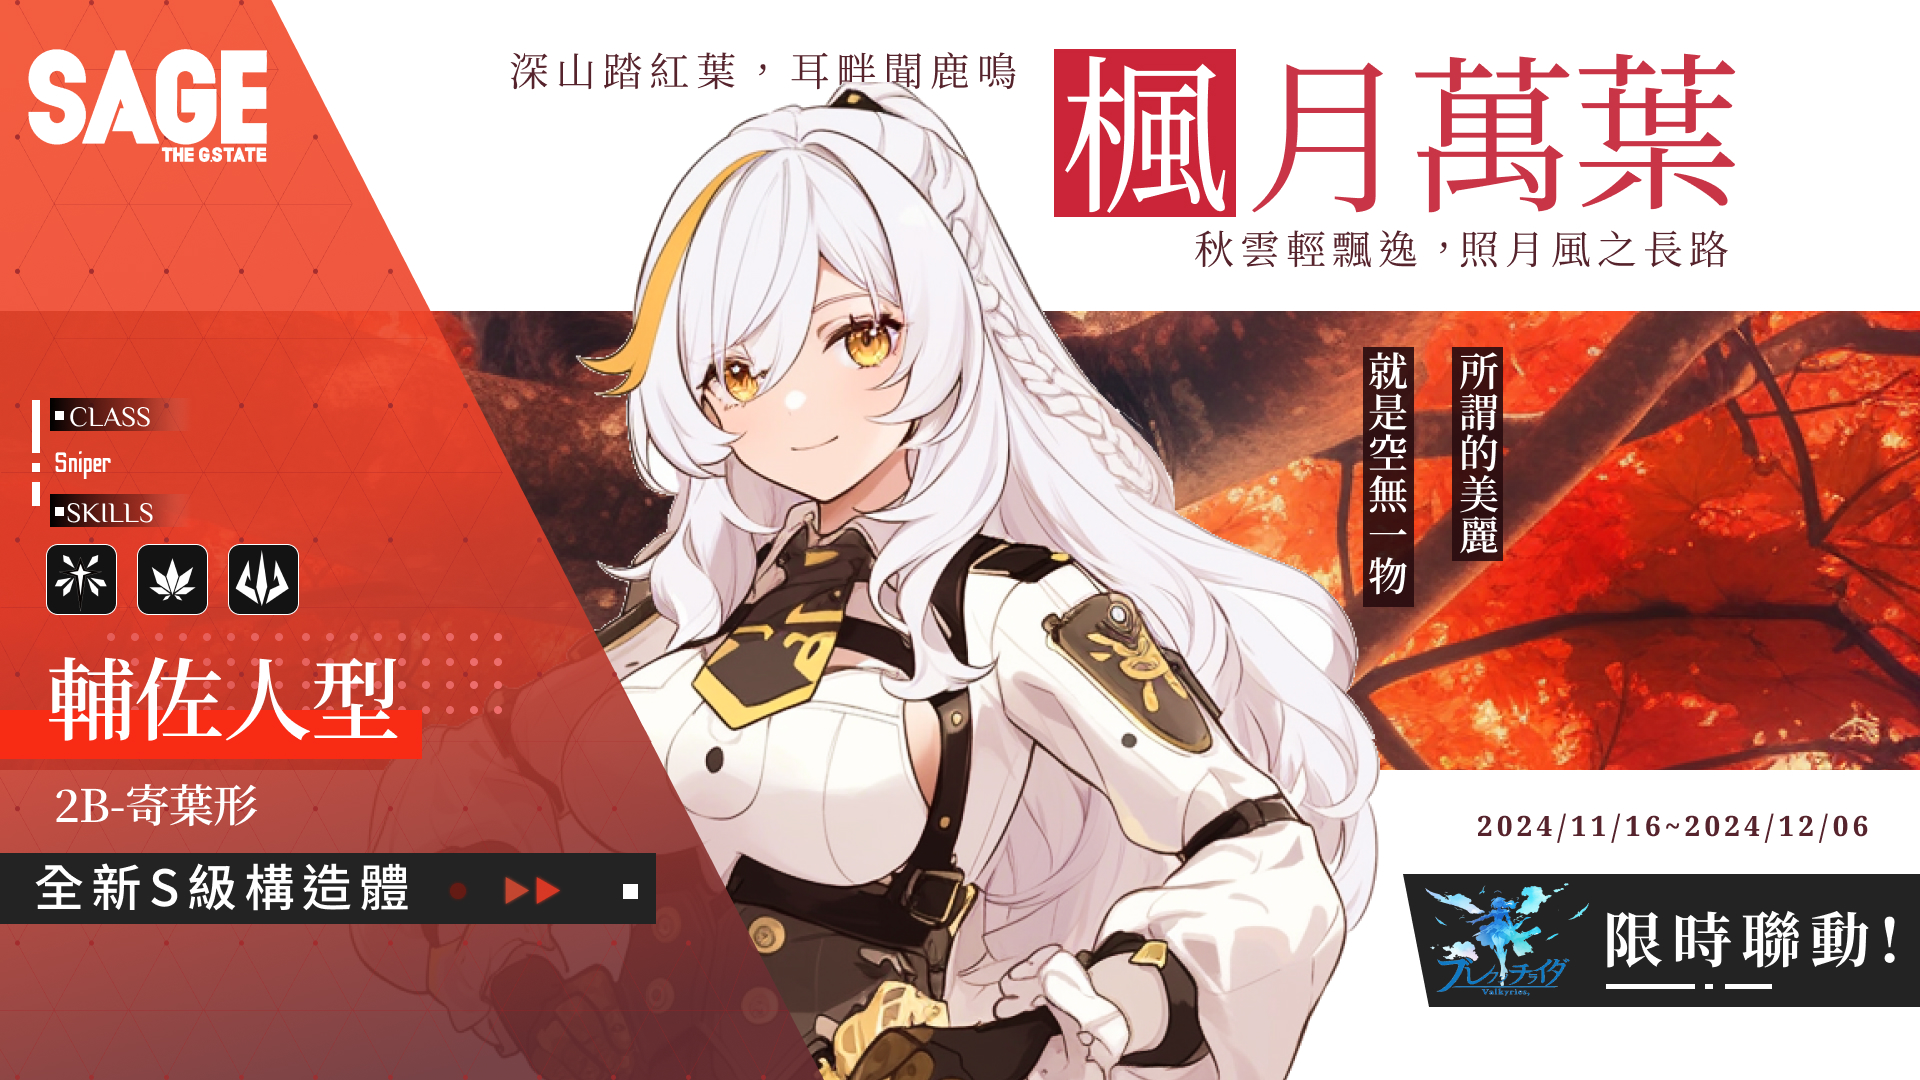 SAGE
THE G.STATE
深山踏紅葉，耳畔聞鹿鳴
楓月萬葉
秋雲輕飄逸，照月風之長路
所謂的美麗
就是空無一物
CLASS
Sniper
SKILLS
輔佐人型
2B-寄葉形
全新S級構造體
2024/11/16~2024/12/06
Valkyries,
限時聯動!